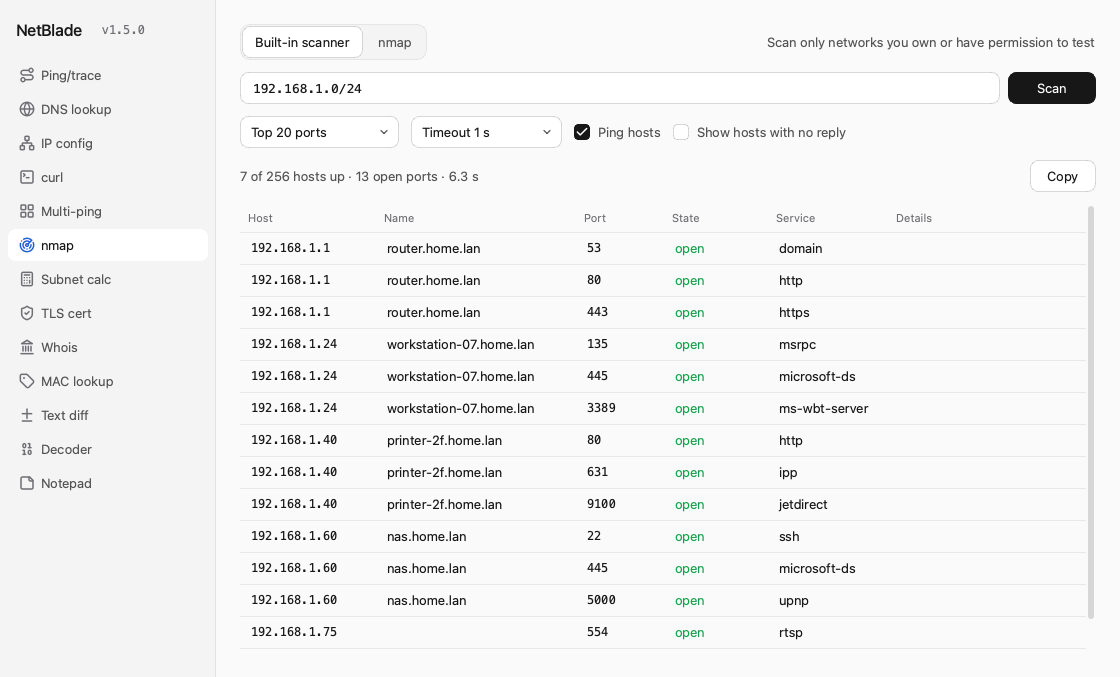 NetBlade v1.5.0
Ping/trace
DNS lookup
IP config
curl
Multi-ping
nmap
Subnet calc
TLS cert
Whois
MAC lookup
Text diff
Decoder
Notepad
Built-in scanner nmap Scan only networks you own or have permission to test
192.168.1.0/24 Scan
Top 20 ports Timeout 1 s Ping hosts Show hosts with no reply
7 of 256 hosts up · 13 open ports · 6.3 s Copy
Host Name Port State Service Details
192.168.1.1 router.home.lan 53 open domain
192.168.1.1 router.home.lan 80 open http
192.168.1.1 router.home.lan 443 open https
192.168.1.24 workstation-07.home.lan 135 open msrpc
192.168.1.24 workstation-07.home.lan 445 open microsoft-ds
192.168.1.24 workstation-07.home.lan 3389 open ms-wbt-server
192.168.1.40 printer-2f.home.lan 80 open http
192.168.1.40 printer-2f.home.lan 631 open ipp
192.168.1.40 printer-2f.home.lan 9100 open jetdirect
192.168.1.60 nas.home.lan 22 open ssh
192.168.1.60 nas.home.lan 445 open microsoft-ds
192.168.1.60 nas.home.lan 5000 open upnp
192.168.1.75 554 open rtsp